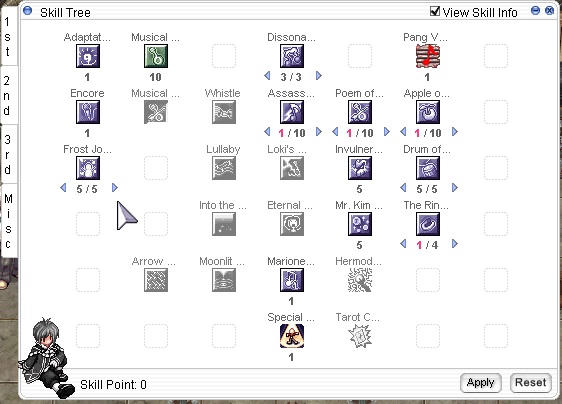 Skill Tree
View Skill Info
1st
2nd
3rd
Misc
Adaptat... Musical ... Dissona... Pang V...
1 10 3 / 3 1
Encore Musical ... Whistle Assass... Poem of... Apple o...
1 1 / 10 1 / 10 1 / 10
Frost Jo... Lullaby Loki's ... Invulner... Drum of...
5 / 5 5 5 / 5
Into the ... Eternal ... Mr. Kim ... The Rin...
5 1 / 4
Arrow ... Moonlit ... Marione... Hermod...
1
Special ... Tarot C...
1
Skill Point: 0
Apply
Reset